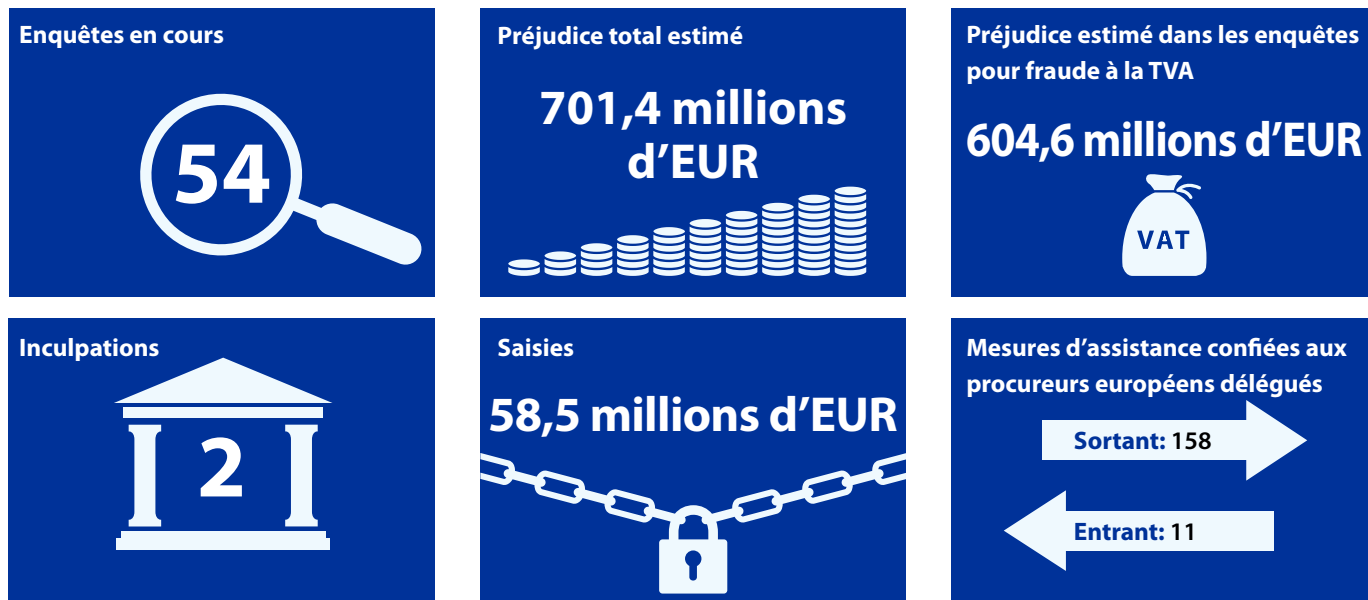 Enquêtes en cours
54
Préjudice total estimé
701,4 millions
d’EUR
Préjudice estimé dans les enquêtes
pour fraude à la TVA
604,6 millions d’EUR
VAT
Inculpations
2
Saisies
58,5 millions d’EUR
Mesures d’assistance confiées aux
procureurs européens délégués
Sortant: 158
Entrant: 11